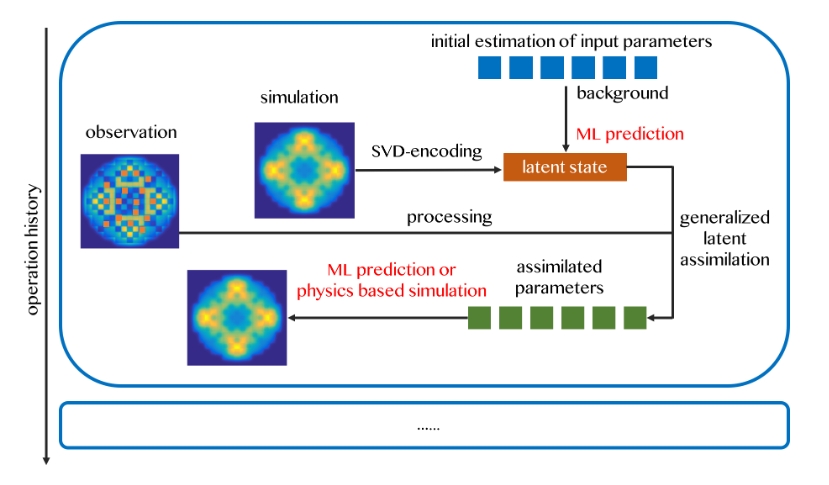 initial estimation of input parameters
background
simulation
observation
ML prediction
SVD-encoding
latent state
processing
generalized
latent
assimilation
operation history
ML prediction or
physics based simulation
assimilated
parameters
......